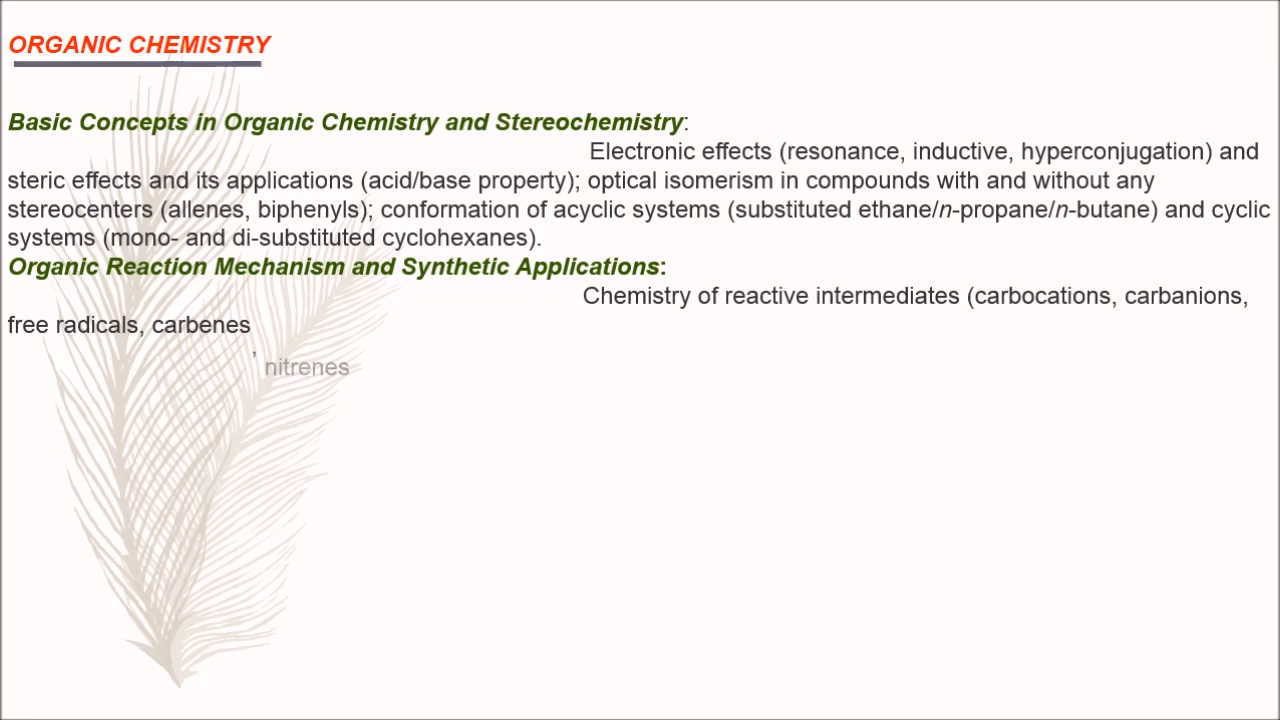 ORGANIC CHEMISTRY
Basic Concepts in Organic Chemistry and Stereochemistry:
Electronic effects (resonance, inductive, hyperconjugation) and
steric effects and its applications (acid/base property); optical isomerism in compounds with and without any
stereocenters (allenes, biphenyls); conformation of acyclic systems (substituted ethane/n-propane/n-butane) and cyclic
systems (mono- and di-substituted cyclohexanes).
Organic Reaction Mechanism and Synthetic Applications:
Chemistry of reactive intermediates (carbocations, carbanions,
free radicals, carbenes
, nitrenes